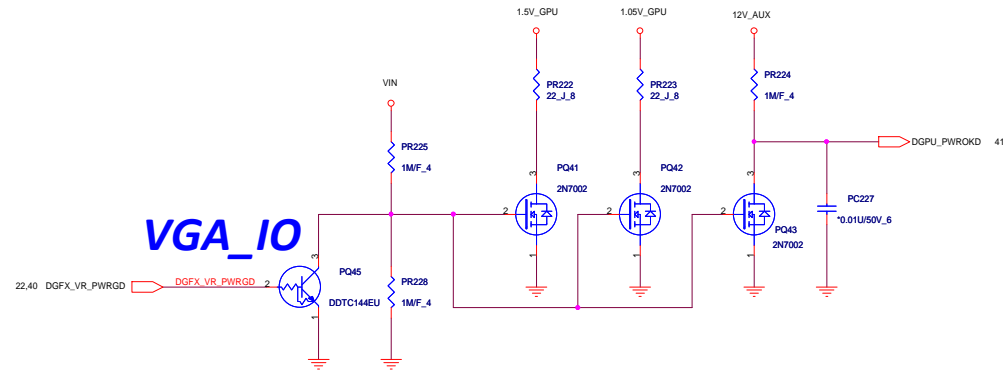 1.5V_GPU
1.05V_GPU
12V_AUX
VIN
PR222
22_J_8
PR223
22_J_8
PR224
1M/F_4
PR225
1M/F_4
DGPU_PWROKD 41
3
PQ41
2N7002
2
1
3
PQ42
2N7002
2
1
3
PQ43
2N7002
2
1
PC227
*0.01U/50V_6
VGA_IO
22,40 DGFX_VR_PWRGD
DGFX_VR_PWRGD
2
3
PQ45
DDTC144EU
1
PR228
1M/F_4